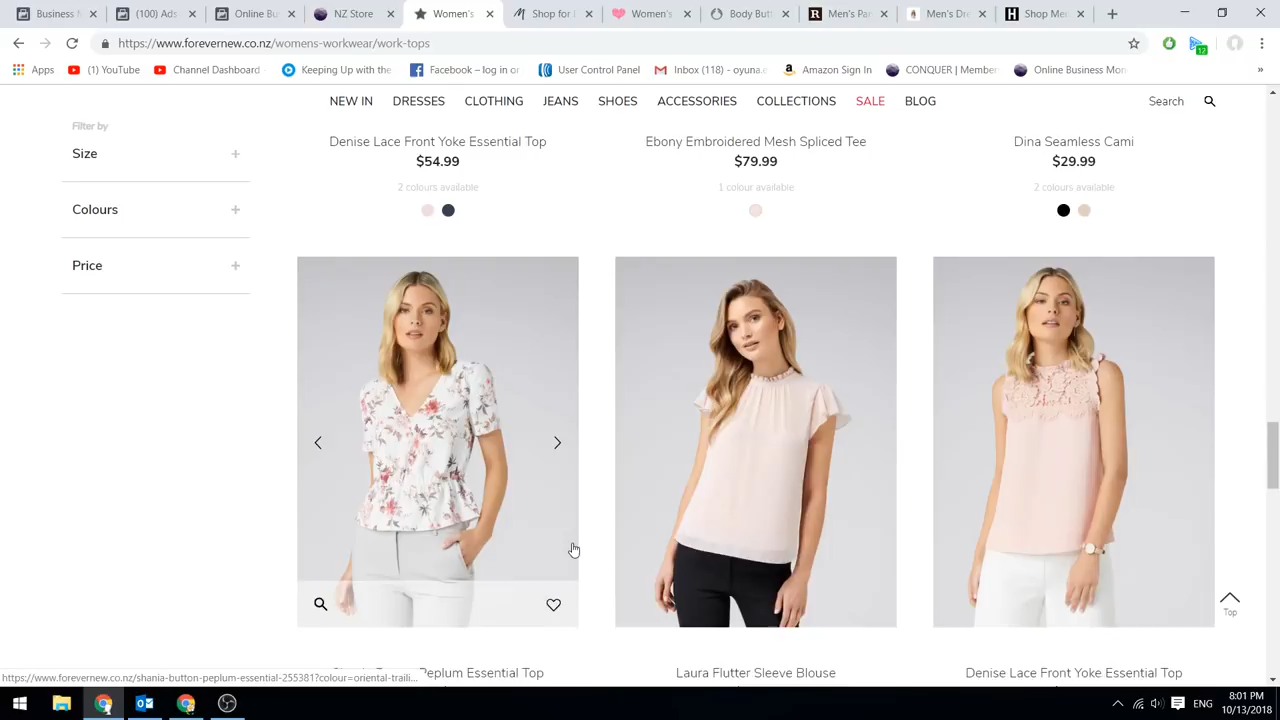 Business M
(100) Ads
Online Bu
NZ Store
Women's
Shop for
Women's
Body But
R
Men's Par
Men's Dre
H
Shop Me
https://www.forevernew.co.nz/womens-workwear/work-tops
12
Apps
(1) YouTube
Channel Dashboard
Keeping Up with the
Facebook – log in or
User Control Panel
Inbox (118) - oyuna.e
Amazon Sign In
CONQUER | Member
Online Business Mon
NEW IN
DRESSES
CLOTHING
JEANS
SHOES
ACCESSORIES
COLLECTIONS
SALE
BLOG
Search
Filter by
Size
Colours
Price
Denise Lace Front Yoke Essential Top
$54.99
2 colours available
Ebony Embroidered Mesh Spliced Tee
$79.99
1 colour available
Dina Seamless Cami
$29.99
2 colours available
Top
Peplum Essential Top
Laura Flutter Sleeve Blouse
Denise Lace Front Yoke Essential Top
https://www.forevernew.co.nz/shania-button-peplum-essential-255381?colour=oriental-traili...
ENG
8:01 PM
10/13/2018